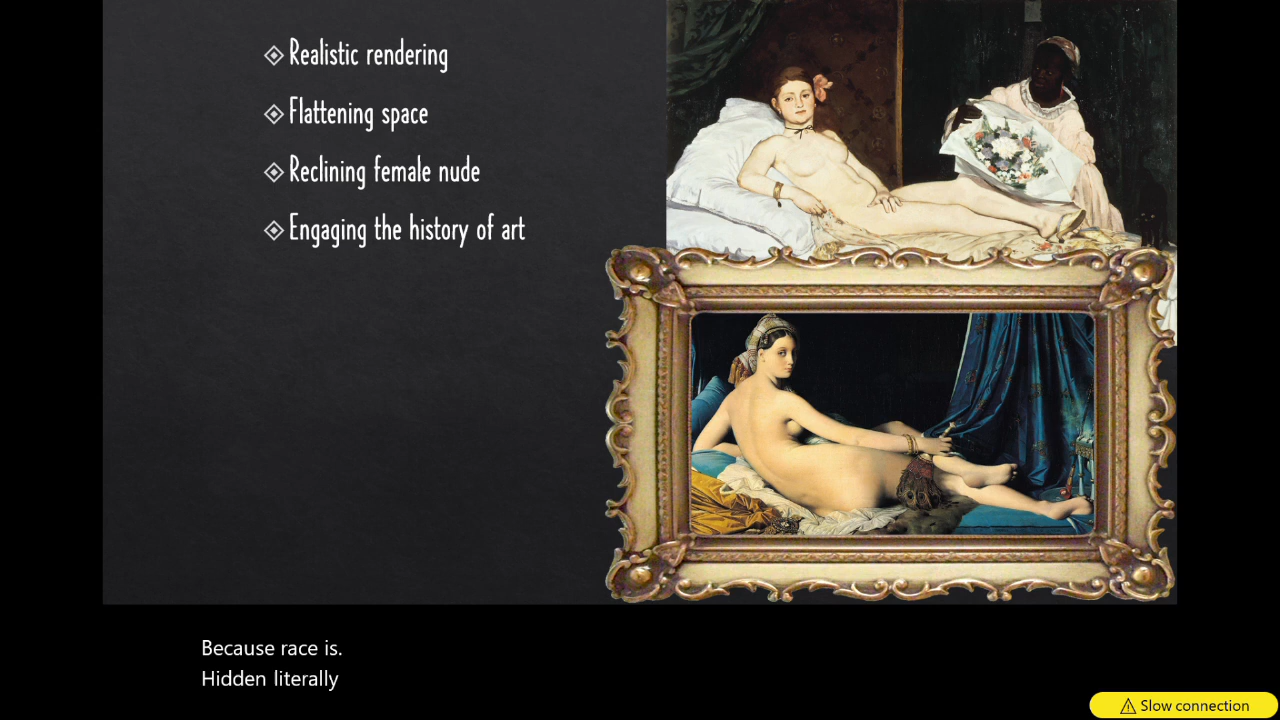 Realistic rendering
Flattening space
Reclining female nude
Engaging the history of art
Because race is.
Hidden literally
Slow connection